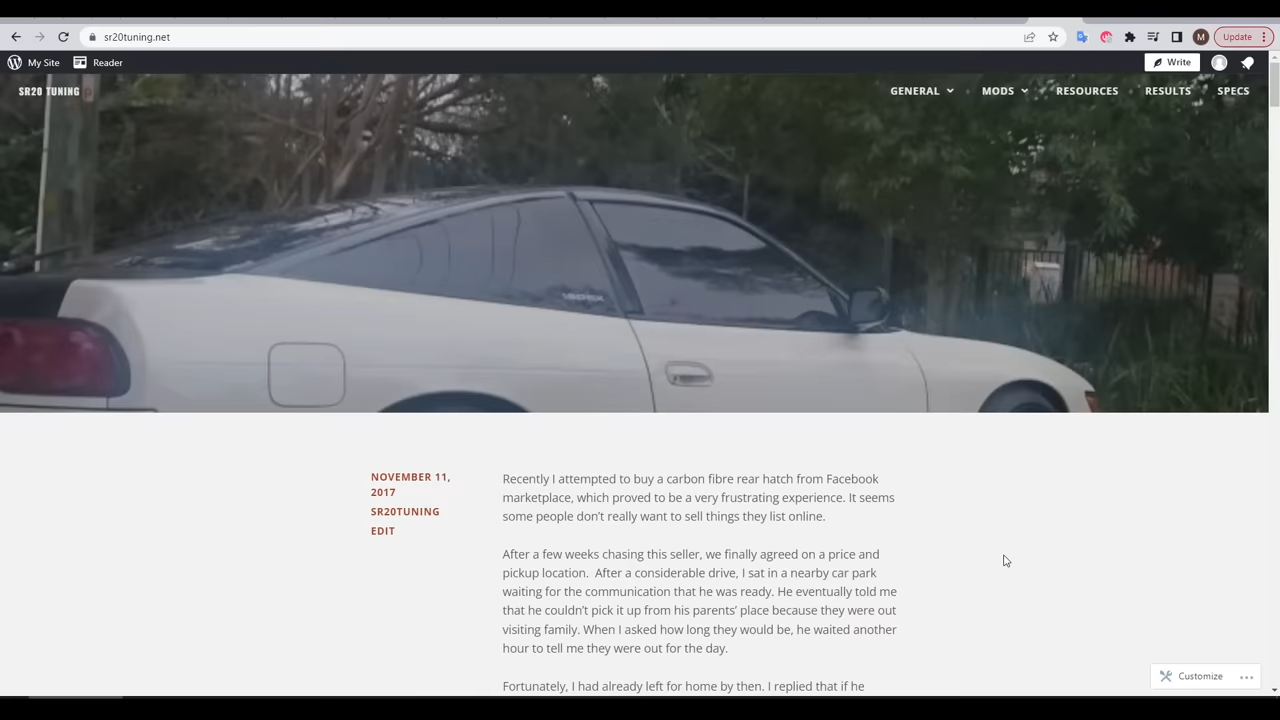 sr20tuning.net
M
Update
My Site
Reader
Write
SR20 TUNING
GENERAL
MODS
RESOURCES
RESULTS
SPECS
NOVEMBER 11,
2017
SR20TUNING
EDIT
Recently I attempted to buy a carbon fibre rear hatch from Facebook
marketplace, which proved to be a very frustrating experience. It seems
some people don’t really want to sell things they list online.
After a few weeks chasing this seller, we finally agreed on a price and
pickup location.  After a considerable drive, I sat in a nearby car park
waiting for the communication that he was ready. He eventually told me
that he couldn’t pick it up from his parents’ place because they were out
visiting family. When I asked how long they would be, he waited another
hour to tell me they were out for the day.
Fortunately, I had already left for home by then. I replied that if he
Customize